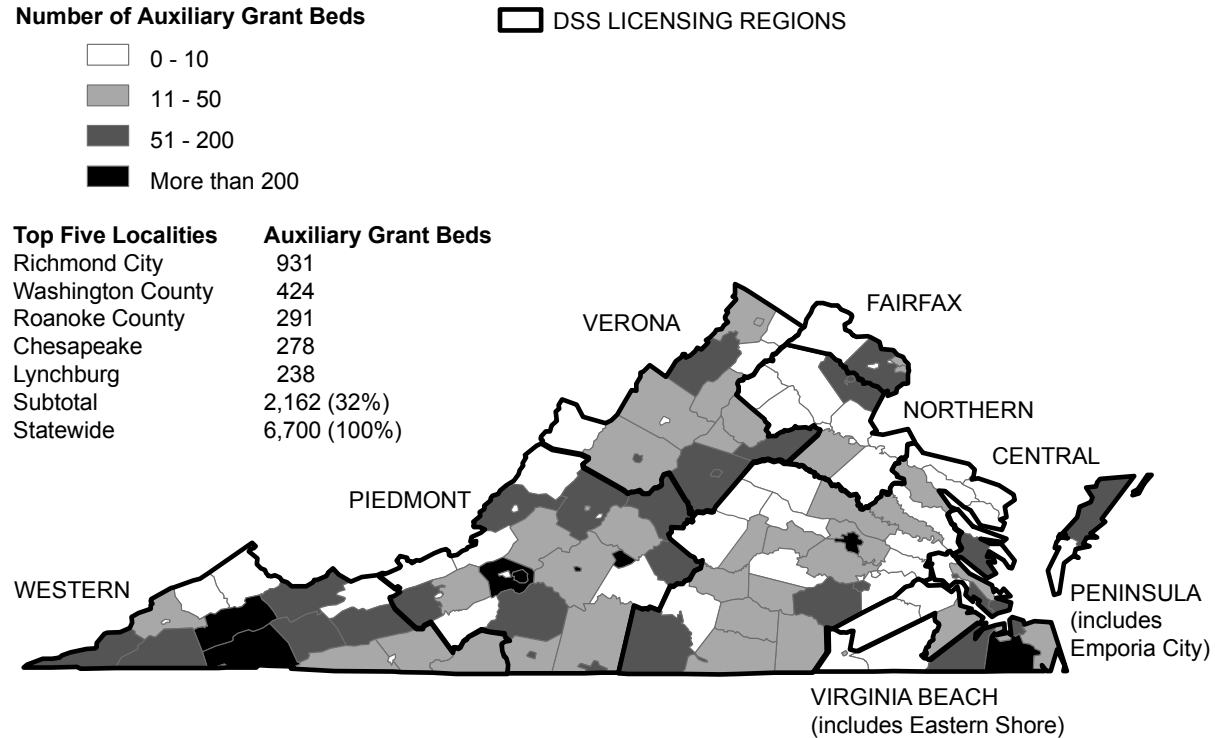 Number of Auxiliary Grant Beds
DSS LICENSING REGIONS
0 - 10
11 - 50
51 - 200
More than 200
Top Five Localities Auxiliary Grant Beds
Richmond City 931
Washington County 424
Roanoke County 291
Chesapeake 278
Lynchburg 238
Subtotal 2,162 (32%)
Statewide 6,700 (100%)
VERONA
FAIRFAX
NORTHERN
CENTRAL
PIEDMONT
WESTERN
PENINSULA
(includes
Emporia City)
VIRGINIA BEACH
(includes Eastern Shore)